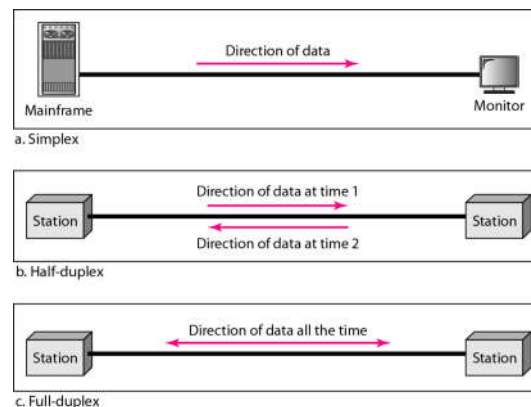 Direction of data
Mainframe
Monitor
a. Simplex
Direction of data at time 1
Station
Station
Direction of data at time 2
b. Half-duplex
Direction of data all the time
Station
Station
c. Full-duplex